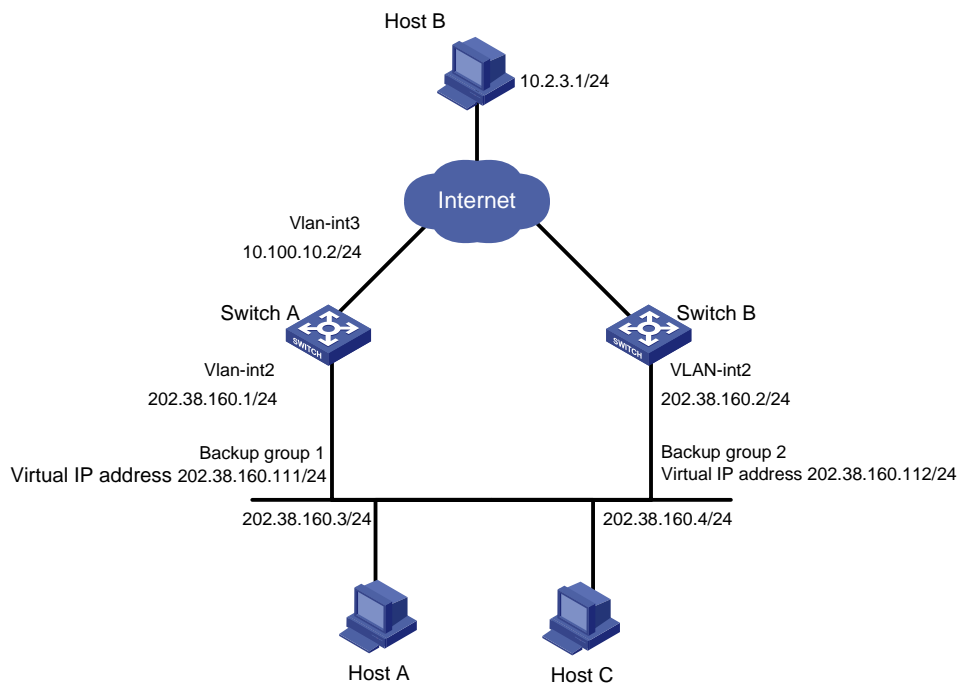 Host B
10.2.3.1/24
Internet
Vlan-int3
10.100.10.2/24
Switch A
Switch B
SWITCH
SWITCH
Vlan-int2
VLAN-int2
202.38.160.1/24
202.38.160.2/24
Backup group 1
Virtual IP address 202.38.160.111/24
Backup group 2
Virtual IP address 202.38.160.112/24
202.38.160.3/24
202.38.160.4/24
Host A
Host C